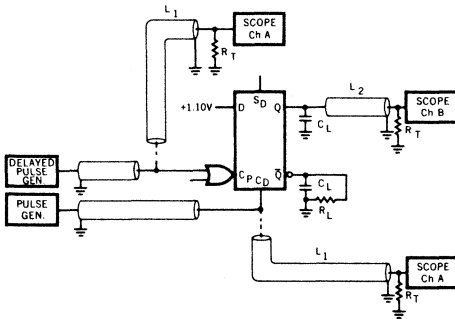 L1
SCOPE
Ch A
RT
+1.10V
D
SD
Q
L2
SCOPE
Ch B
CL
RT
DELAYED
PULSE
GEN.
CP
CD
Q̅
CL
RL
PULSE
GEN.
L1
SCOPE
Ch A
RT